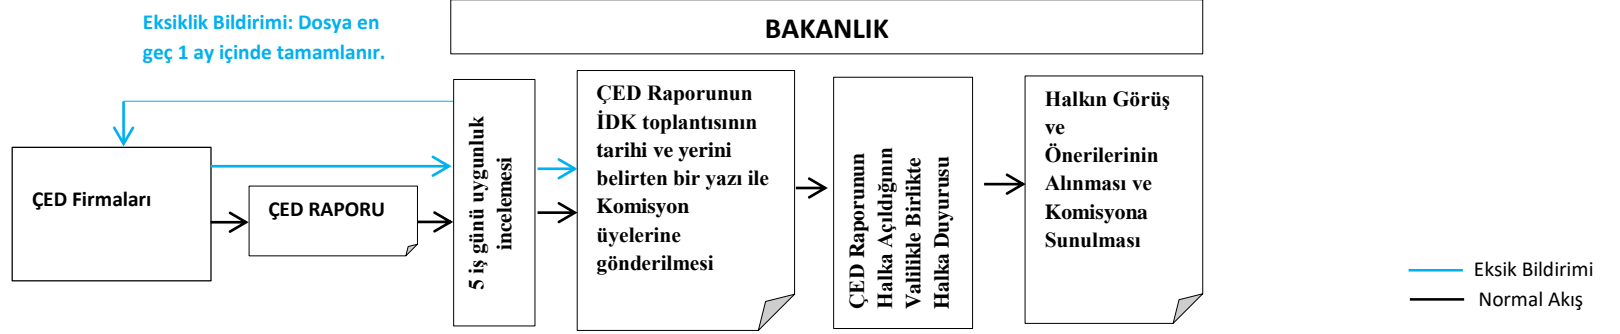 Eksiklik Bildirimi: Dosya en
geç 1 ay içinde tamamlanır.
BAKANLIK
ÇED Firmaları
ÇED RAPORU
5 iş günü uygunluk
incelemesi
ÇED Raporunun
İDK toplantısının
tarihi ve yerini
belirten bir yazı ile
Komisyon
üyelerine
gönderilmesi
ÇED Raporunun
Halka Açıldığının
Valilikle Birlikte
Halka Duyurusu
Halkın Görüş
ve
Önerilerinin
Alınması ve
Komisyona
Sunulması
Eksik Bildirimi
Normal Akış